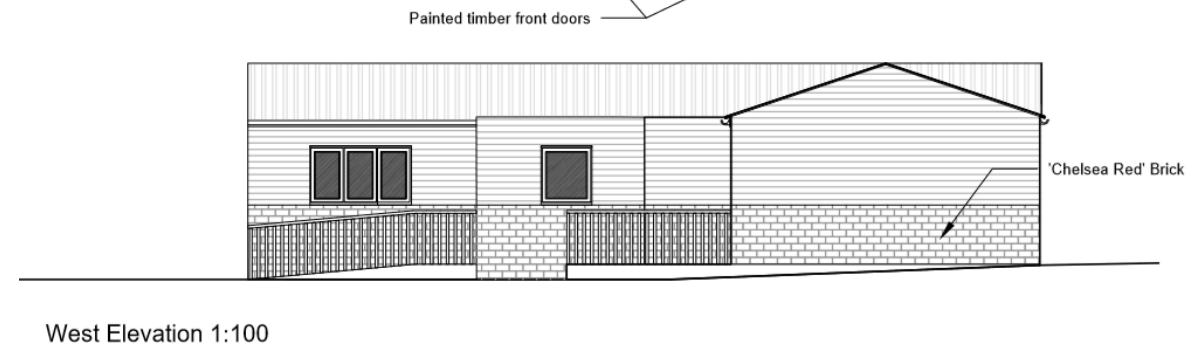 Painted timber front doors
'Chelsea Red' Brick
West Elevation 1:100